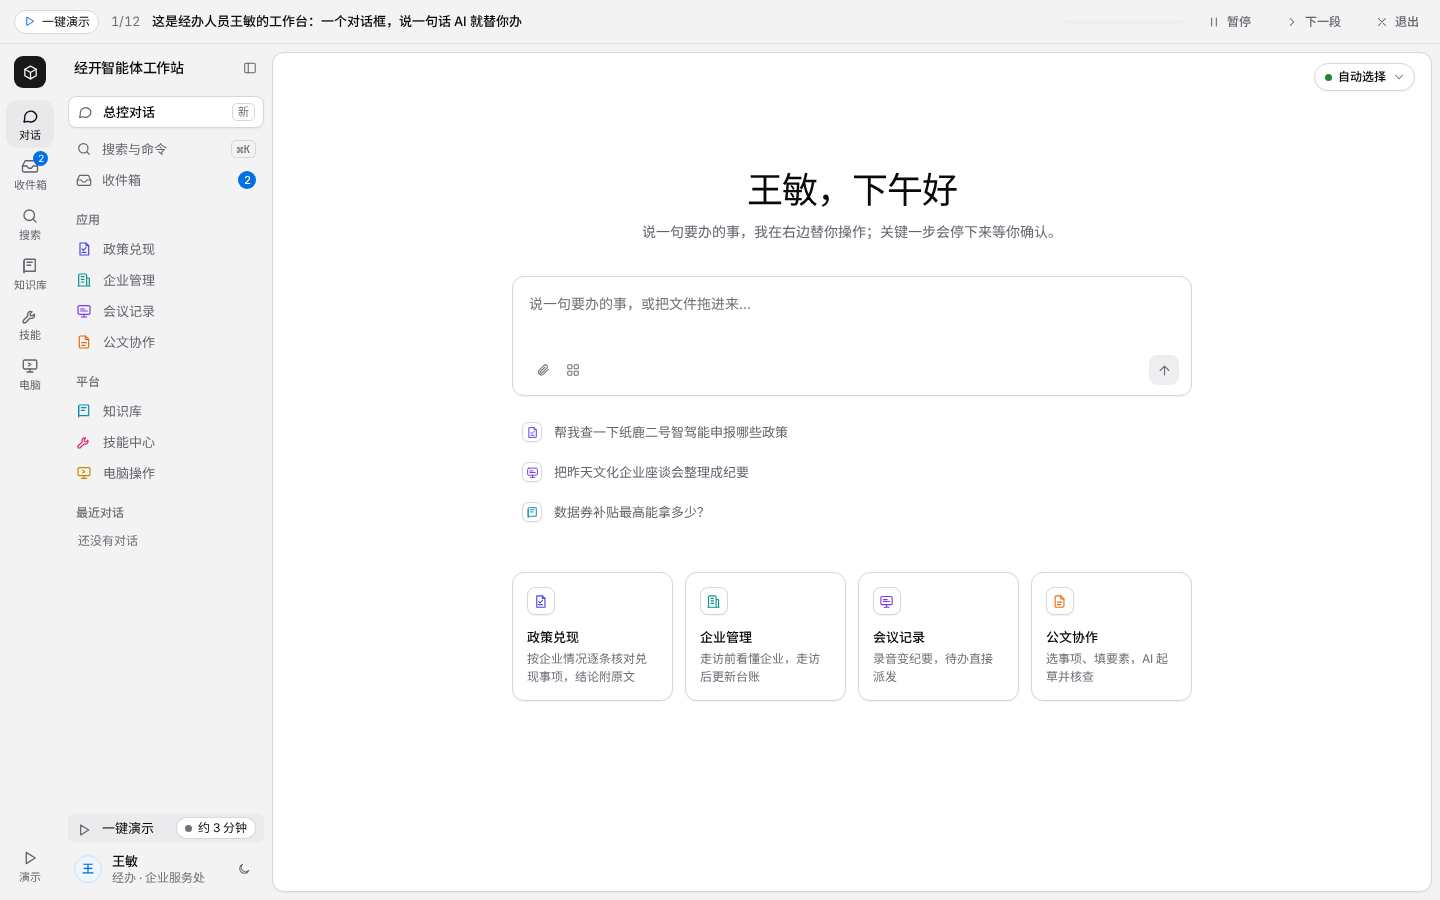 一键演示 1/12 这是经办人员王敏的工作台：一个对话框，说一句话 AI 就替你办 暂停 下一段 退出
对话
2
收件箱
搜索
知识库
技能
电脑
演示
经开智能体工作站
总控对话 新
搜索与命令 ⌘K
收件箱 2
应用
政策兑现
企业管理
会议记录
公文协作
平台
知识库
技能中心
电脑操作
最近对话
还没有对话
一键演示 约 3 分钟
王 王敏
经办 · 企业服务处
自动选择
王敏，下午好
说一句要办的事，我在右边替你操作；关键一步会停下来等你确认。
说一句要办的事，或把文件拖进来...
帮我查一下纸鹿二号智驾能申报哪些政策
把昨天文化企业座谈会整理成纪要
数据券补贴最高能拿多少？
政策兑现
按企业情况逐条核对兑
现事项，结论附原文
企业管理
走访前看懂企业，走访
后更新台账
会议记录
录音变纪要，待办直接
派发
公文协作
选事项、填要素，AI 起
草并核查